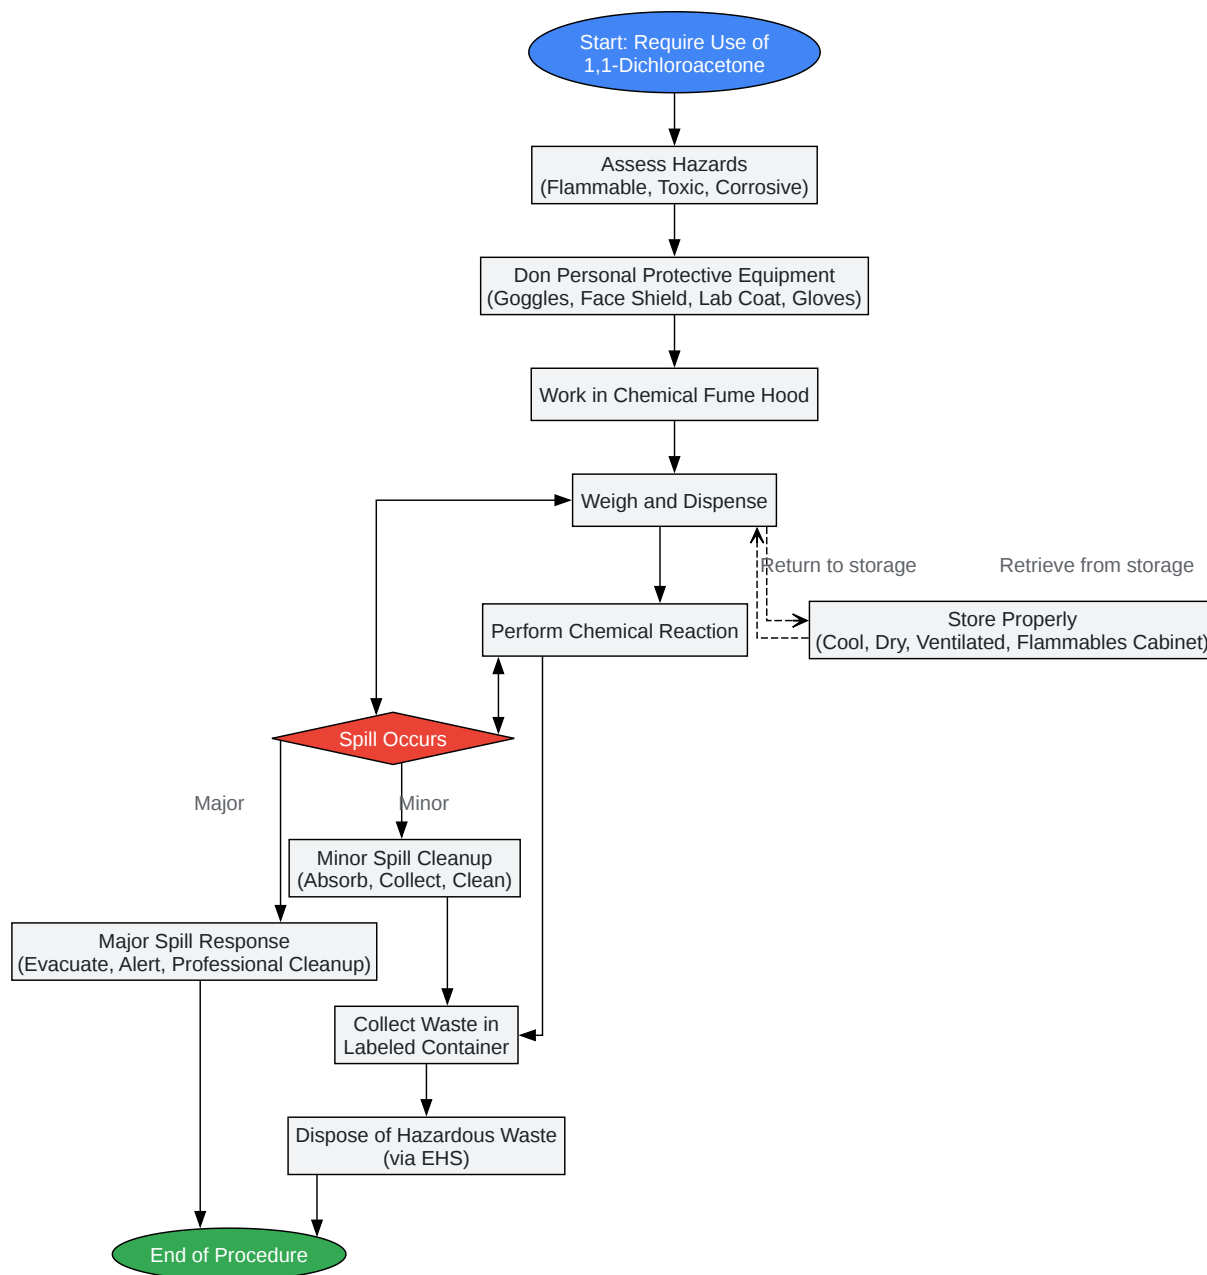 Start: Require Use of
1,1-Dichloroacetone
Assess Hazards
(Flammable, Toxic, Corrosive)
Don Personal Protective Equipment
(Goggles, Face Shield, Lab Coat, Gloves)
Work in Chemical Fume Hood
Weigh and Dispense
Return to storage
Retrieve from storage
Perform Chemical Reaction
Store Properly
(Cool, Dry, Ventilated, Flammables Cabinet)
Spill Occurs
Major
Minor
Minor Spill Cleanup
(Absorb, Collect, Clean)
Major Spill Response
(Evacuate, Alert, Professional Cleanup)
Collect Waste in
Labeled Container
Dispose of Hazardous Waste
(via EHS)
End of Procedure